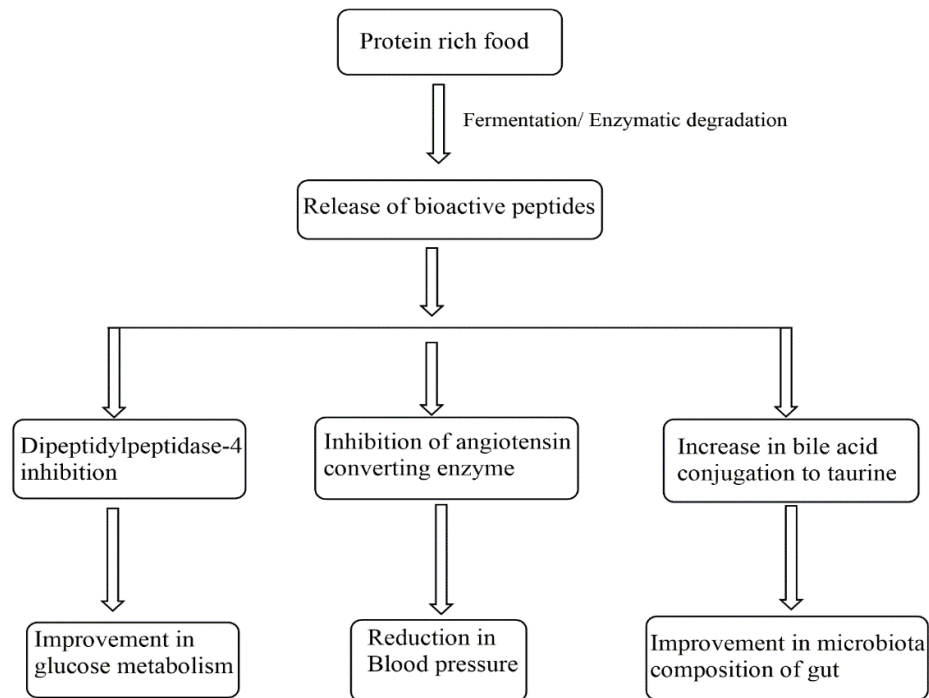 Protein rich food
Fermentation/ Enzymatic degradation
Release of bioactive peptides
Dipeptidylpeptidase-4
inhibition
Inhibition of angiotensin
converting enzyme
Increase in bile acid
conjugation to taurine
Improvement in
glucose metabolism
Reduction in
Blood pressure
Improvement in microbiota
composition of gut